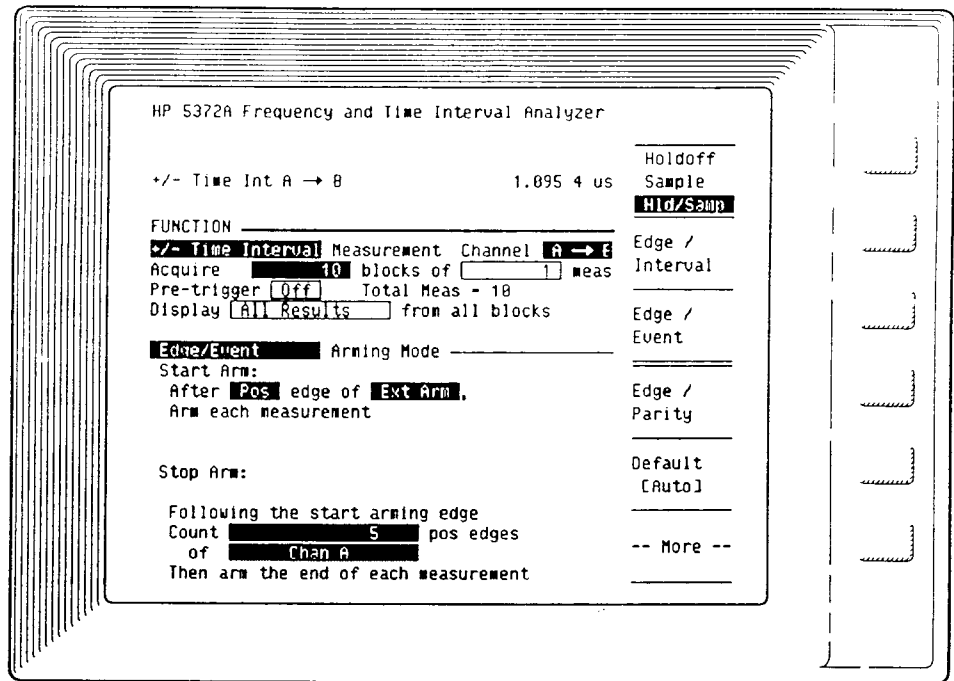 HP 5372A Frequency and Time Interval Analyzer
+/- Time Int A → B 1.095 4 us
FUNCTION
+/- Time Interval Measurement Channel A → B
Acquire 10 blocks of 1 meas
Pre-trigger Off Total Meas = 10
Display All Results from all blocks
Edge/Event Arming Mode
Start Arm:
After Pos edge of Ext Arm,
Arm each measurement
Stop Arm:
Following the start arming edge
Count 5 pos edges
of Chan A
Then arm the end of each measurement
Holdoff
Sample
Hld/Samp
Edge /
Interval
Edge /
Event
Edge /
Parity
Default
[Auto]
-- More --